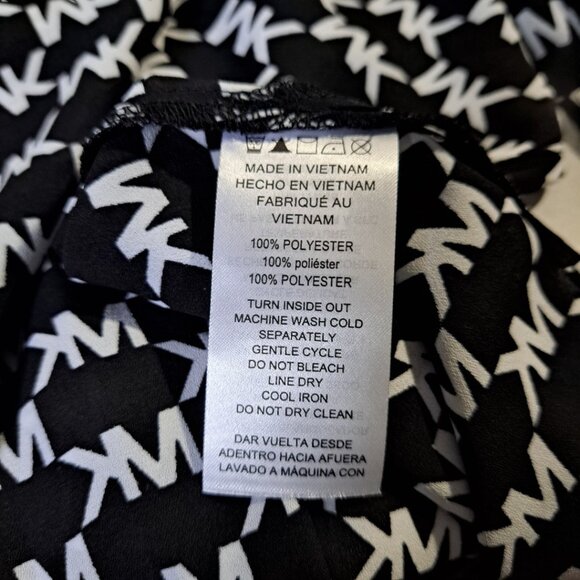 MADE IN VIETNAM
HECHO EN VIETNAM
FABRIQUÉ AU
VIETNAM
100% POLYESTER
100% poliéster
100% POLYESTER
TURN INSIDE OUT
MACHINE WASH COLD
SEPARATELY
GENTLE CYCLE
DO NOT BLEACH
LINE DRY
COOL IRON
DO NOT DRY CLEAN
DAR VUELTA DESDE
ADENTRO HACIA AFUERA
LAVADO A MÁQUINA CON